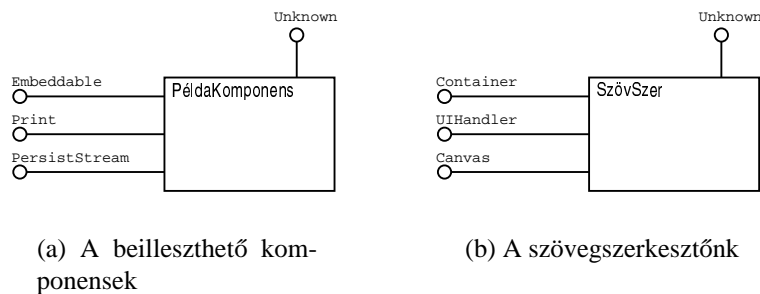 Unknown
Embeddable
PéldaKomponens
Print
PersistStream
Unknown
Container
SzövSzer
UIHandler
Canvas
(a) A beilleszthető kom-
ponensek
(b) A szövegszerkesztőnk